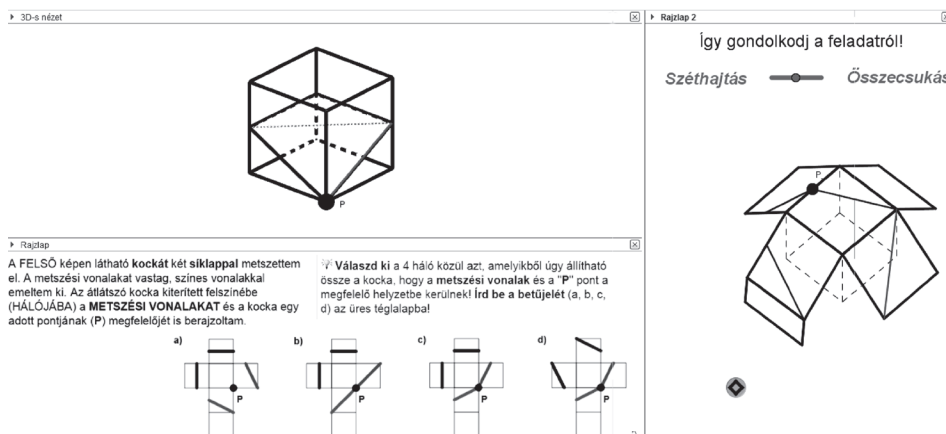 3D-s nézet
Rajzlap 2
Így gondolkodj a feladatról!
Széthajtás
Összecsukás
P
P
Rajzlap
A FELSŐ képen látható kockát két síklappal metszettem
el. A metszési vonalakat vastag, színes vonalakkal
emeltem ki. Az átlátszó kocka kiterített felszínébe
(HÁLÓJÁBA) a METSZÉSI VONALAKAT és a kocka egy
adott pontjának (P) megfelelőjét is berajzoltam.
Válaszd ki a 4 háló közül azt, amelyikből úgy állítható
össze a kocka, hogy a metszési vonalak és a "P" pont a
megfelelő helyzetbe kerülnek! Írd be a betűjelét (a, b, c,
d) az üres téglalapba!
a)
b)
c)
d)
P
P
P
P